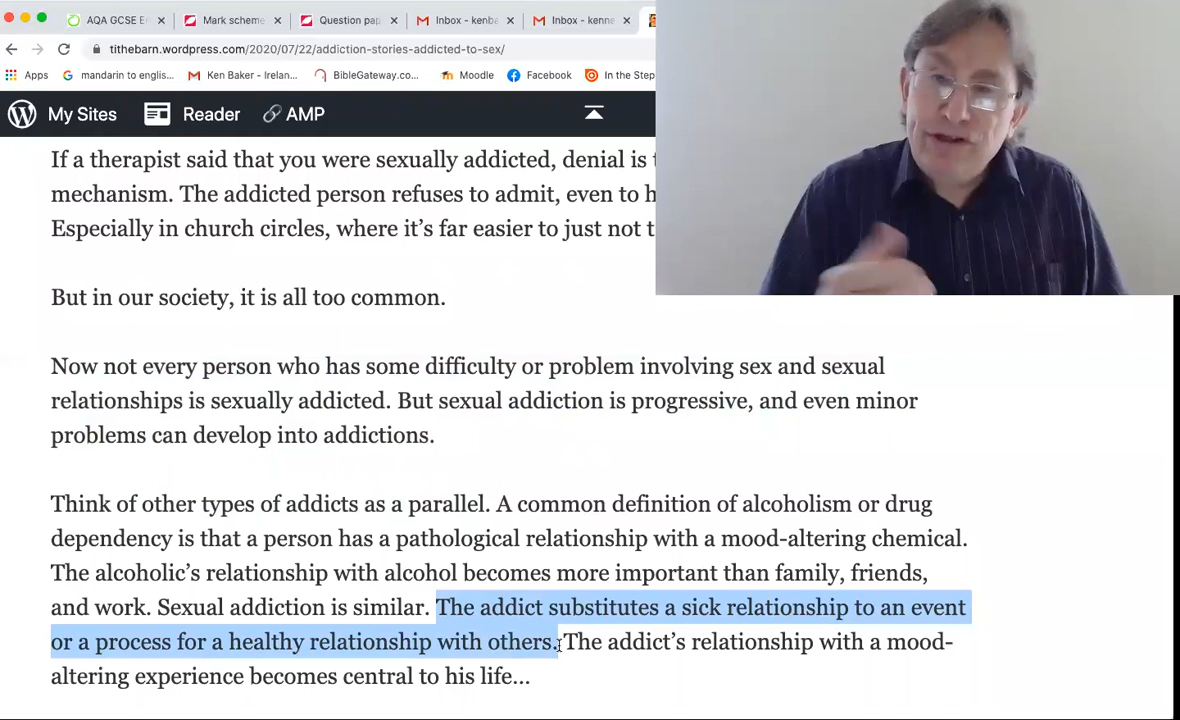 AQA GCSE E
Mark scheme
Question pap
Inbox - kenba
Inbox - kenne
tithebarn.wordpress.com/2020/07/22/addiction-stories-addicted-to-sex/
Apps
mandarin to englis...
Ken Baker - Irelan...
BibleGateway.co...
Moodle
Facebook
In the Step
My Sites
Reader
AMP
If a therapist said that you were sexually addicted, denial is
mechanism. The addicted person refuses to admit, even to
Especially in church circles, where it’s far easier to just not
But in our society, it is all too common.
Now not every person who has some difficulty or problem involving sex and sexual
relationships is sexually addicted. But sexual addiction is progressive, and even minor
problems can develop into addictions.
Think of other types of addicts as a parallel. A common definition of alcoholism or drug
dependency is that a person has a pathological relationship with a mood-altering chemical.
The alcoholic’s relationship with alcohol becomes more important than family, friends,
and work. Sexual addiction is similar. The addict substitutes a sick relationship to an event
or a process for a healthy relationship with others. The addict’s relationship with a mood-
altering experience becomes central to his life...